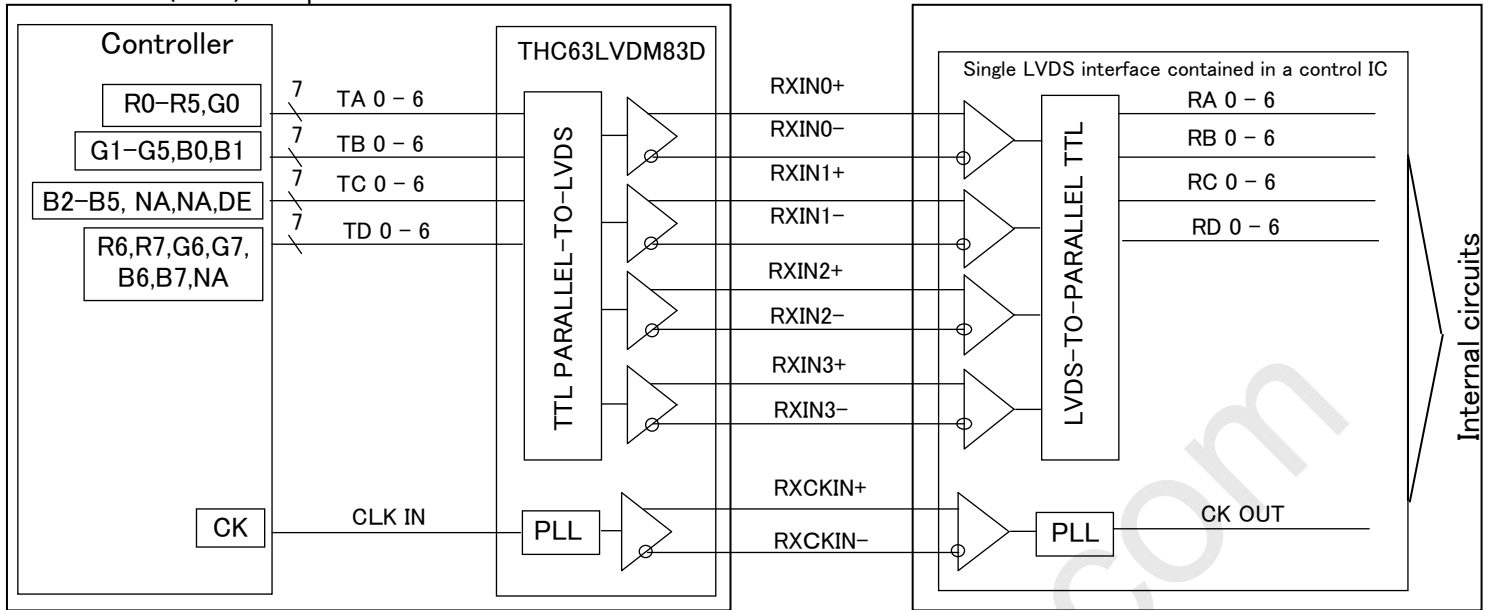 Controller
R0-R5,G0
G1-G5,B0,B1
B2-B5, NA,NA,DE
R6,R7,G6,G7,
B6,B7,NA
CK
7
TA 0 - 6
7
TB 0 - 6
7
TC 0 - 6
7
TD 0 - 6
CLK IN
THC63LVDM83D
TTL PARALLEL-TO-LVDS
PLL
RXIN0+
RXIN0-
RXIN1+
RXIN1-
RXIN2+
RXIN2-
RXIN3+
RXIN3-
RXCKIN+
RXCKIN-
Single LVDS interface contained in a control IC
LVDS-TO-PARALLEL TTL
PLL
RA 0 - 6
RB 0 - 6
RC 0 - 6
RD 0 - 6
CK OUT
Internal circuits
com